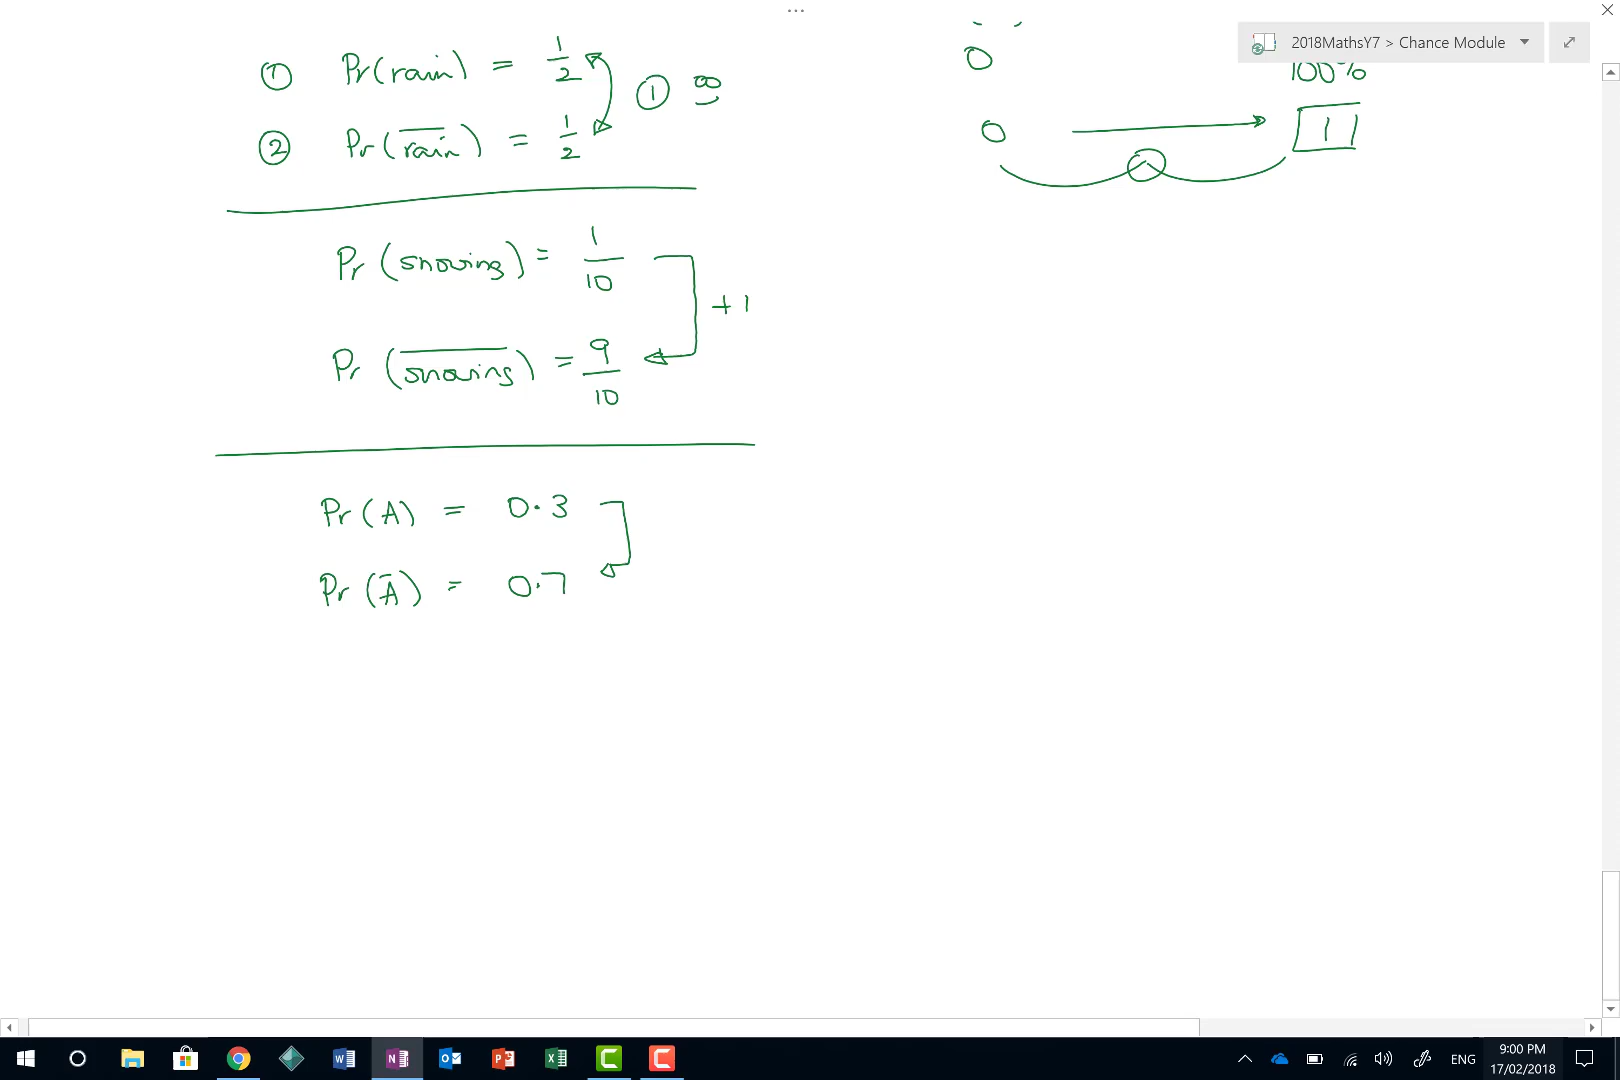 2018MathsY7 > Chance Module
① Pr(rain) = 1/2
① ∞
② Pr(r̅a̅i̅n̅) = 1/2
0
100%
0
1
Pr (snowing) = 1/10
+ 1
Pr (s̅n̅o̅w̅i̅n̅g̅) = 9/10
Pr (A) = 0.3
Pr (A̅) = 0.7
ENG
9:00 PM
17/02/2018